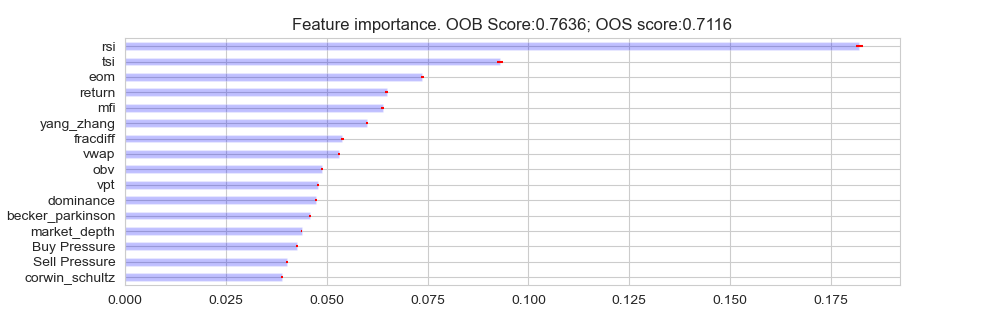 Feature importance. OOB Score:0.7636; OOS score:0.7116
rsi
tsi
eom
return
mfi
yang_zhang
fracdiff
vwap
obv
vpt
dominance
becker_parkinson
market_depth
Buy Pressure
Sell Pressure
corwin_schultz
0.000 0.025 0.050 0.075 0.100 0.125 0.150 0.175